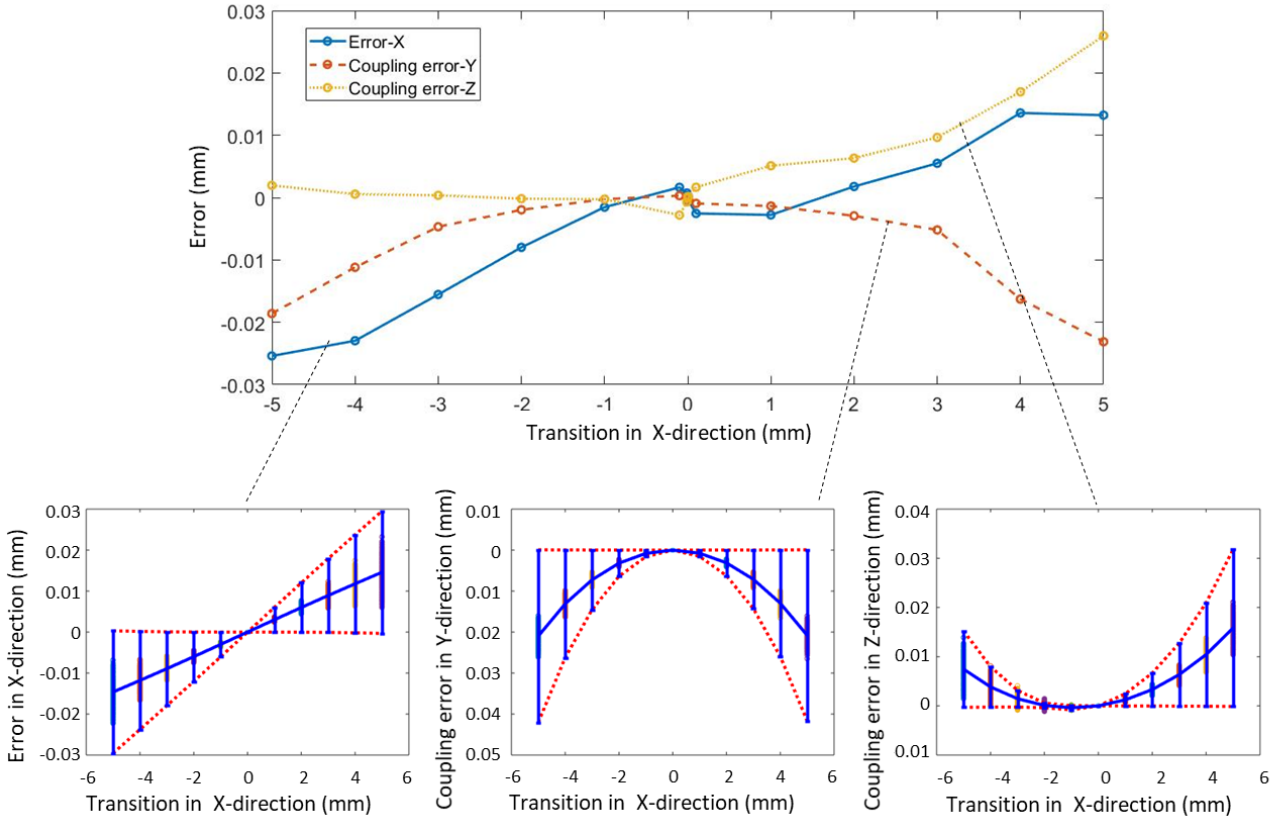 0.03
0.02
0.01
0
-0.01
-0.02
-0.03
Error (mm)
Error-X
Coupling error-Y
Coupling error-Z
-5 -4 -3 -2 -1 0 1 2 3 4 5
Transition in X-direction (mm)
Error in X-direction (mm)
0.03
0.02
0.01
0
-0.01
-0.02
-0.03
-6 -4 -2 0 2 4 6
Transition in X-direction (mm)
Coupling error in Y-direction (mm)
0.01
0
0.01
0.02
0.03
0.04
0.05
-6 -4 -2 0 2 4 6
Transition in X-direction (mm)
Coupling error in Z-direction (mm)
0.04
0.03
0.02
0.01
0
0.01
-6 -4 -2 0 2 4 6
Transition in X-direction (mm)